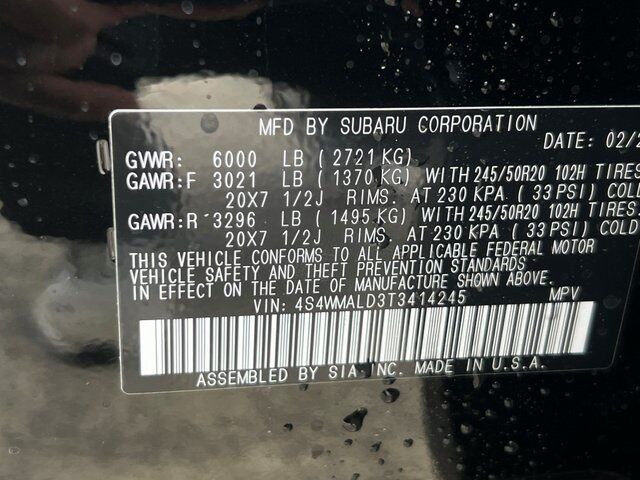 MFD BY SUBARU CORPORATION
DATE: 02/2
GVWR: 6000 LB ( 2721 KG)
GAWR: F 3021 LB ( 1370 KG) WITH 245/50R20 102H TIRES
20X7 1/2J RIMS. AT 230 KPA ( 33 PSI) COLD
GAWR: R 3296 LB ( 1495 KG) WITH 245/50R20 102H TIRES
20X7 1/2J RIMS. AT 230 KPA ( 33 PSI) COLD
THIS VEHICLE CONFORMS TO ALL APPLICABLE FEDERAL MOTOR
VEHICLE SAFETY AND THEFT PREVENTION STANDARDS
IN EFFECT ON THE DATE OF MANUFACTURE SHOWN ABOVE.
VIN: 4S4WMALD3T3414245 MPV
ASSEMBLED BY SIA INC. MADE IN U.S.A.